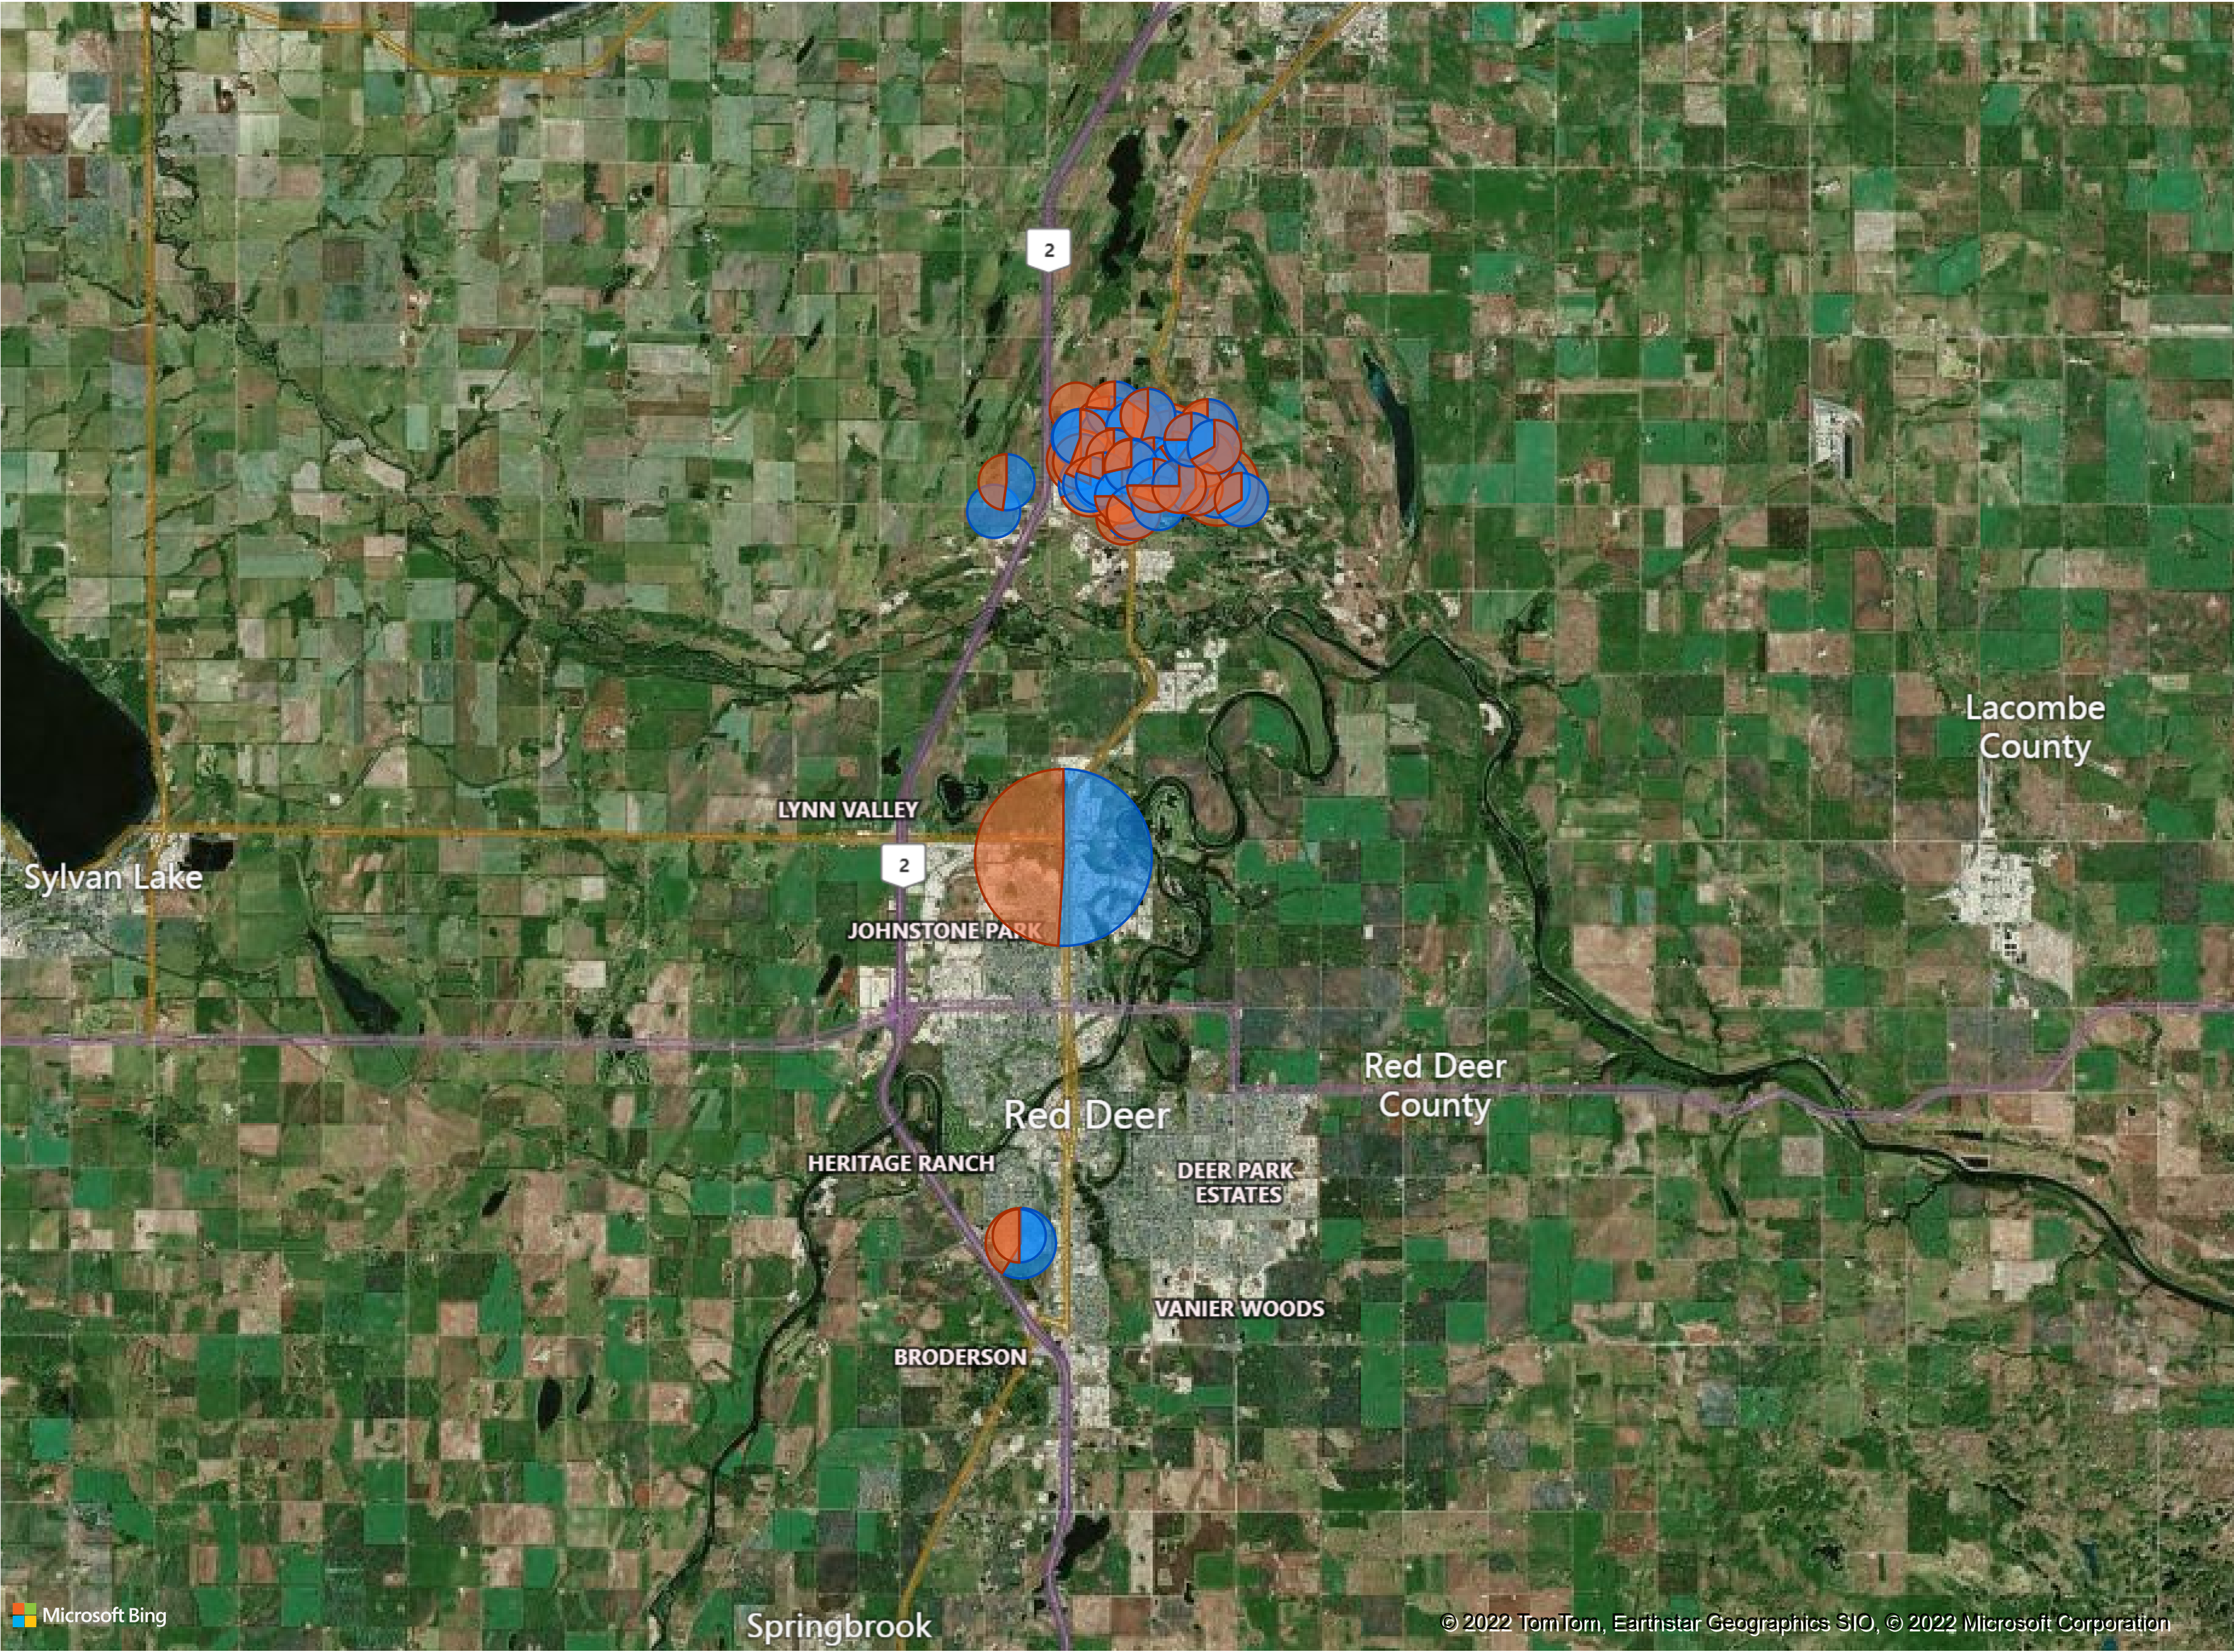 2
LYNN VALLEY
2
Lacombe
County
Sylvan Lake
JOHNSTONE PARK
Red Deer
County
Red Deer
HERITAGE RANCH
DEER PARK
ESTATES
VANIER WOODS
BRODERSON
Springbrook
Microsoft Bing
© 2022 TomTom, Earthstar Geographics SIO, © 2022 Microsoft Corporation